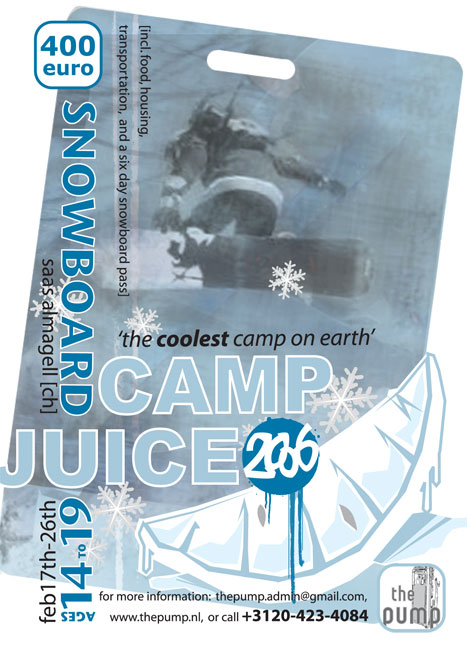 400
euro
[incl. food, housing,
transportation, and a six day snowboard pass]
SNOWBOARD
saas almagell [ch]
'the coolest camp on earth'
CAMP
JUICE
2006
feb17th-26th
AGES 14 TO 19
for more information: thepump.admin@gmail.com,
www.thepump.nl, or call +3120-423-4084
the
pump